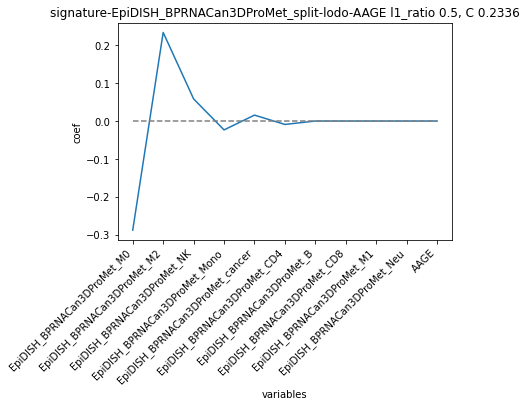 signature-EpiDISH_BPRNACan3DProMet_split-lodo-AAGE l1_ratio 0.5, C 0.2336
0.2
0.1
0.0
−0.1
−0.2
−0.3
coef
EpiDISH_BPRNACan3DProMet_M0
EpiDISH_BPRNACan3DProMet_M2
EpiDISH_BPRNACan3DProMet_NK
EpiDISH_BPRNACan3DProMet_Mono
EpiDISH_BPRNACan3DProMet_cancer
EpiDISH_BPRNACan3DProMet_CD4
EpiDISH_BPRNACan3DProMet_B
EpiDISH_BPRNACan3DProMet_CD8
EpiDISH_BPRNACan3DProMet_M1
EpiDISH_BPRNACan3DProMet_Neu
AAGE
variables